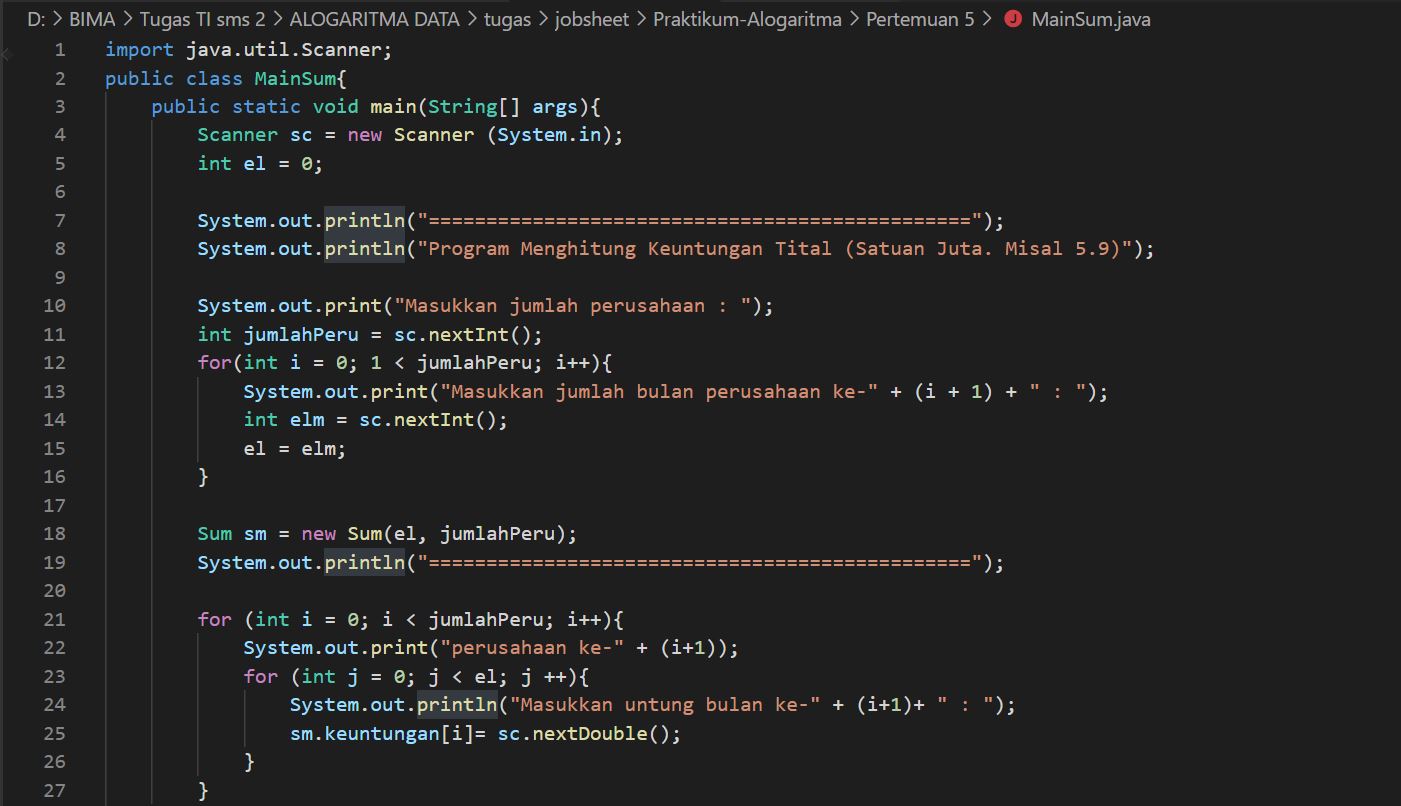 D: > BIMA > Tugas TI sms 2 > ALOGARITMA DATA > tugas > jobsheet > Praktikum-Alogaritma > Pertemuan 5 > J MainSum.java
1 import java.util.Scanner;
2 public class MainSum{
3 public static void main(String[] args){
4 Scanner sc = new Scanner (System.in);
5 int el = 0;
6
7 System.out.println("===============================================");
8 System.out.println("Program Menghitung Keuntungan Tital (Satuan Juta. Misal 5.9)");
9
10 System.out.print("Masukkan jumlah perusahaan : ");
11 int jumlahPeru = sc.nextInt();
12 for(int i = 0; 1 < jumlahPeru; i++){
13 System.out.print("Masukkan jumlah bulan perusahaan ke-" + (i + 1) + " : ");
14 int elm = sc.nextInt();
15 el = elm;
16 }
17
18 Sum sm = new Sum(el, jumlahPeru);
19 System.out.println("===============================================");
20
21 for (int i = 0; i < jumlahPeru; i++){
22 System.out.print("perusahaan ke-" + (i+1));
23 for (int j = 0; j < el; j ++){
24 System.out.println("Masukkan untung bulan ke-" + (i+1)+ " : ");
25 sm.keuntungan[i]= sc.nextDouble();
26 }
27 }